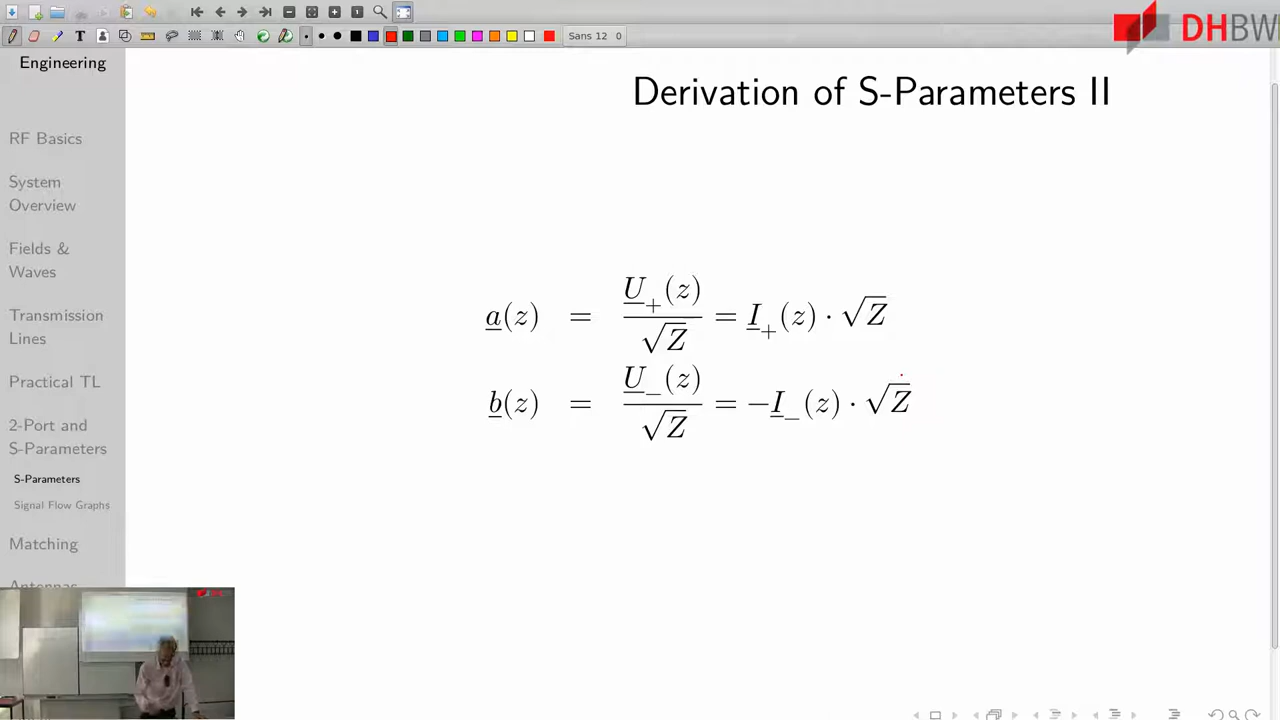 Sans 12 0
DHBW
Engineering
RF Basics
System
Overview
Fields &
Waves
Transmission
Lines
Practical TL
2-Port and
S-Parameters
S-Parameters
Signal Flow Graphs
Matching
Antennas
Derivation of S-Parameters II
a(z) = U₊(z)/√Z = I₊(z) · √Z
b(z) = U₋(z)/√Z = −I₋(z) · √Z